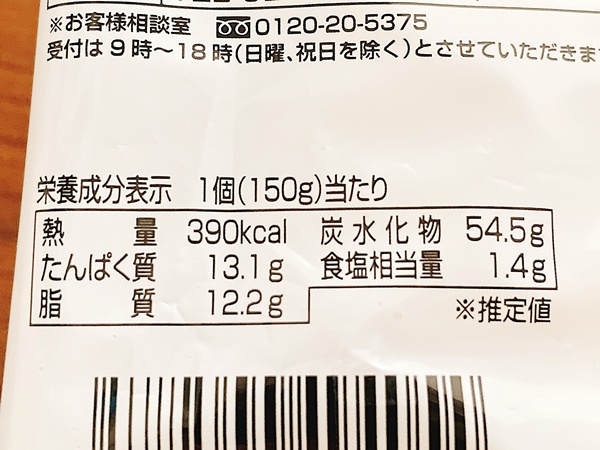 ※お客様相談室 0120-20-5375
受付は9時～18時(日曜、祝日を除く)とさせていただきま
栄養成分表示 1個(150g)当たり
熱量 390kcal 炭水化物 54.5g
たんぱく質 13.1g 食塩相当量 1.4g
脂質 12.2g
※推定値